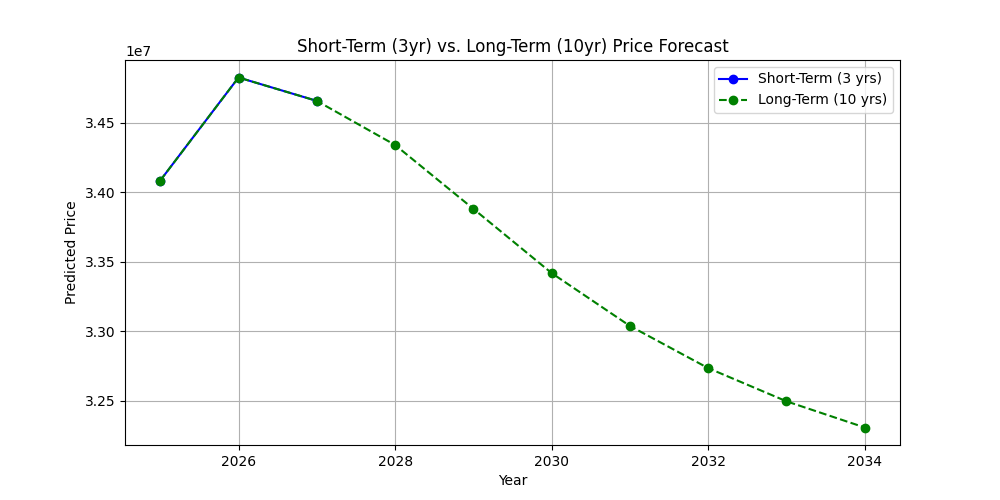 Short-Term (3yr) vs. Long-Term (10yr) Price Forecast
1e7
Short-Term (3 yrs)
Long-Term (10 yrs)
3.45
3.40
3.35
3.30
3.25
Predicted Price
2026 2028 2030 2032 2034
Year